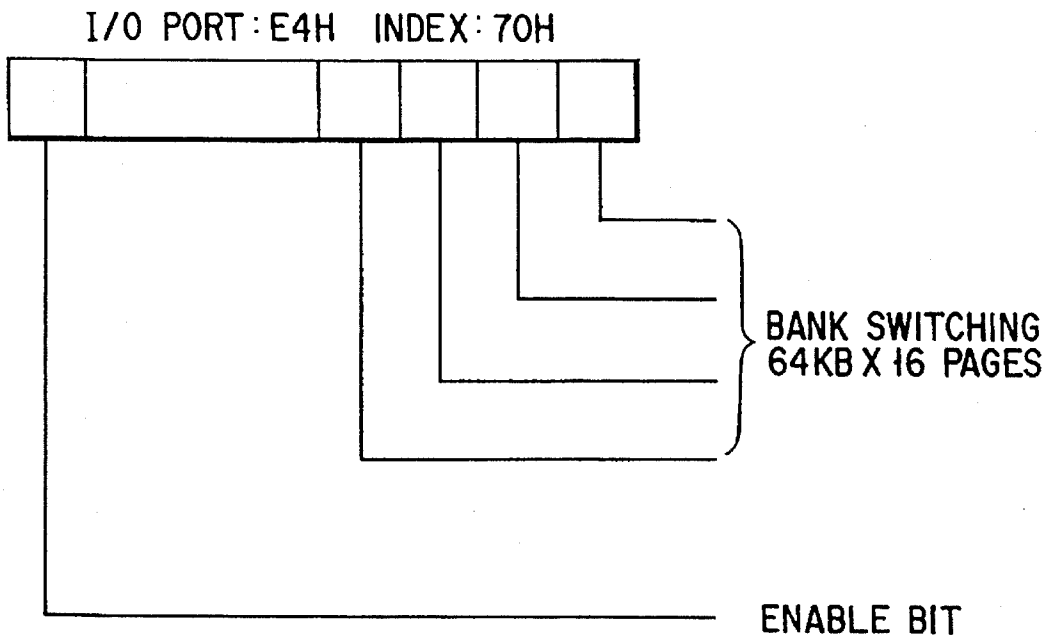 I/O PORT: E4H INDEX: 70H
BANK SWITCHING
64KB X 16 PAGES
ENABLE BIT